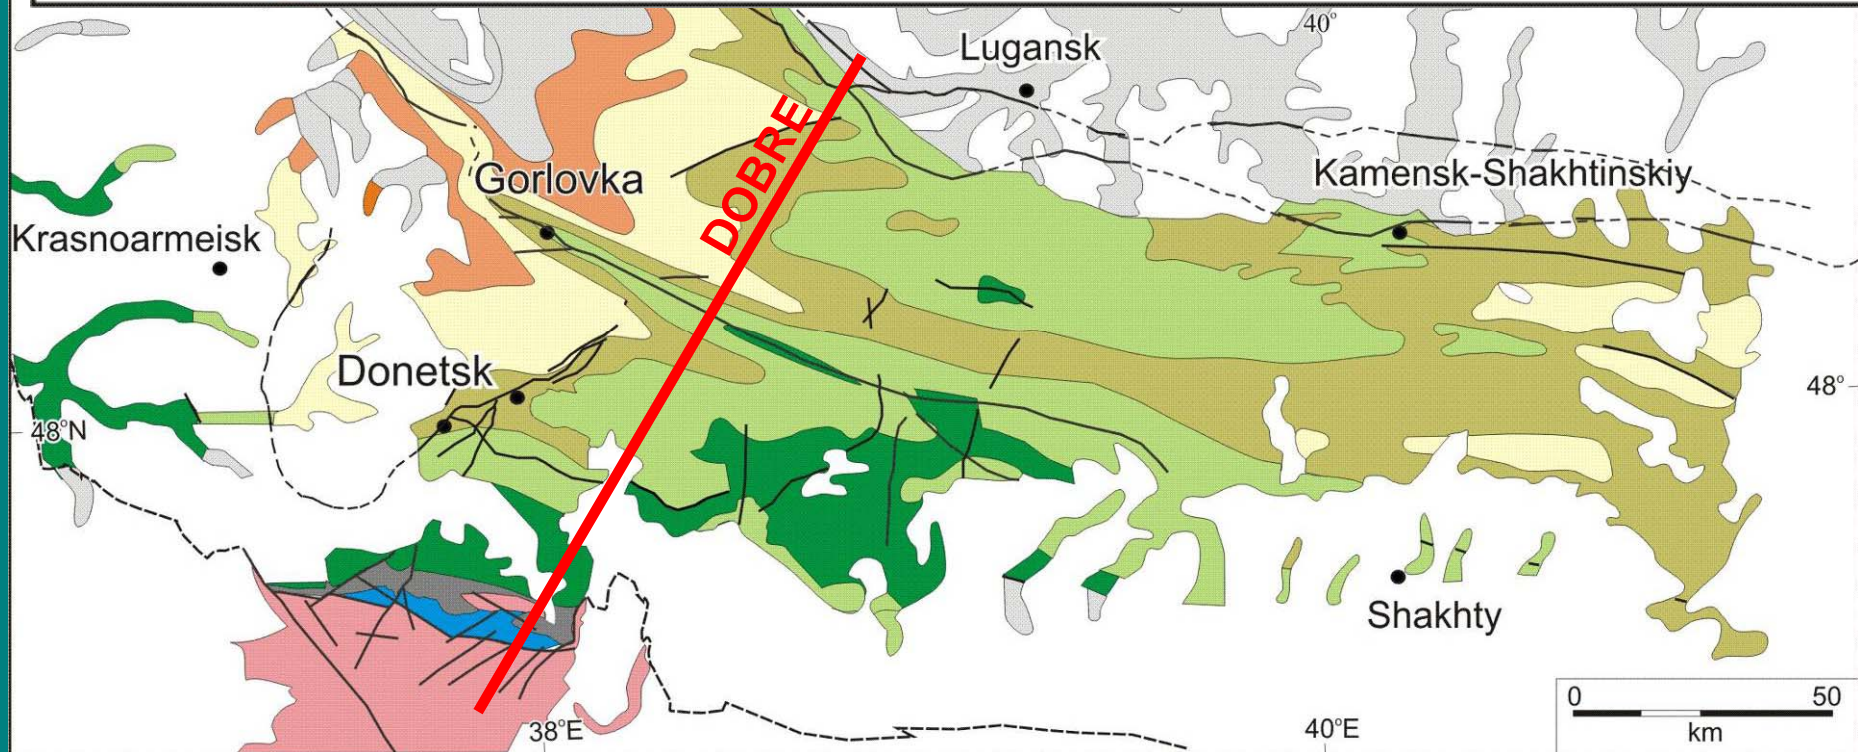 40°
Lugansk
DOBRE
Gorlovka
Kamensk-Shakhtinskiy
Krasnoarmeisk
Donetsk
48°
48°N
Shakhty
0 50
km
38°E
40°E